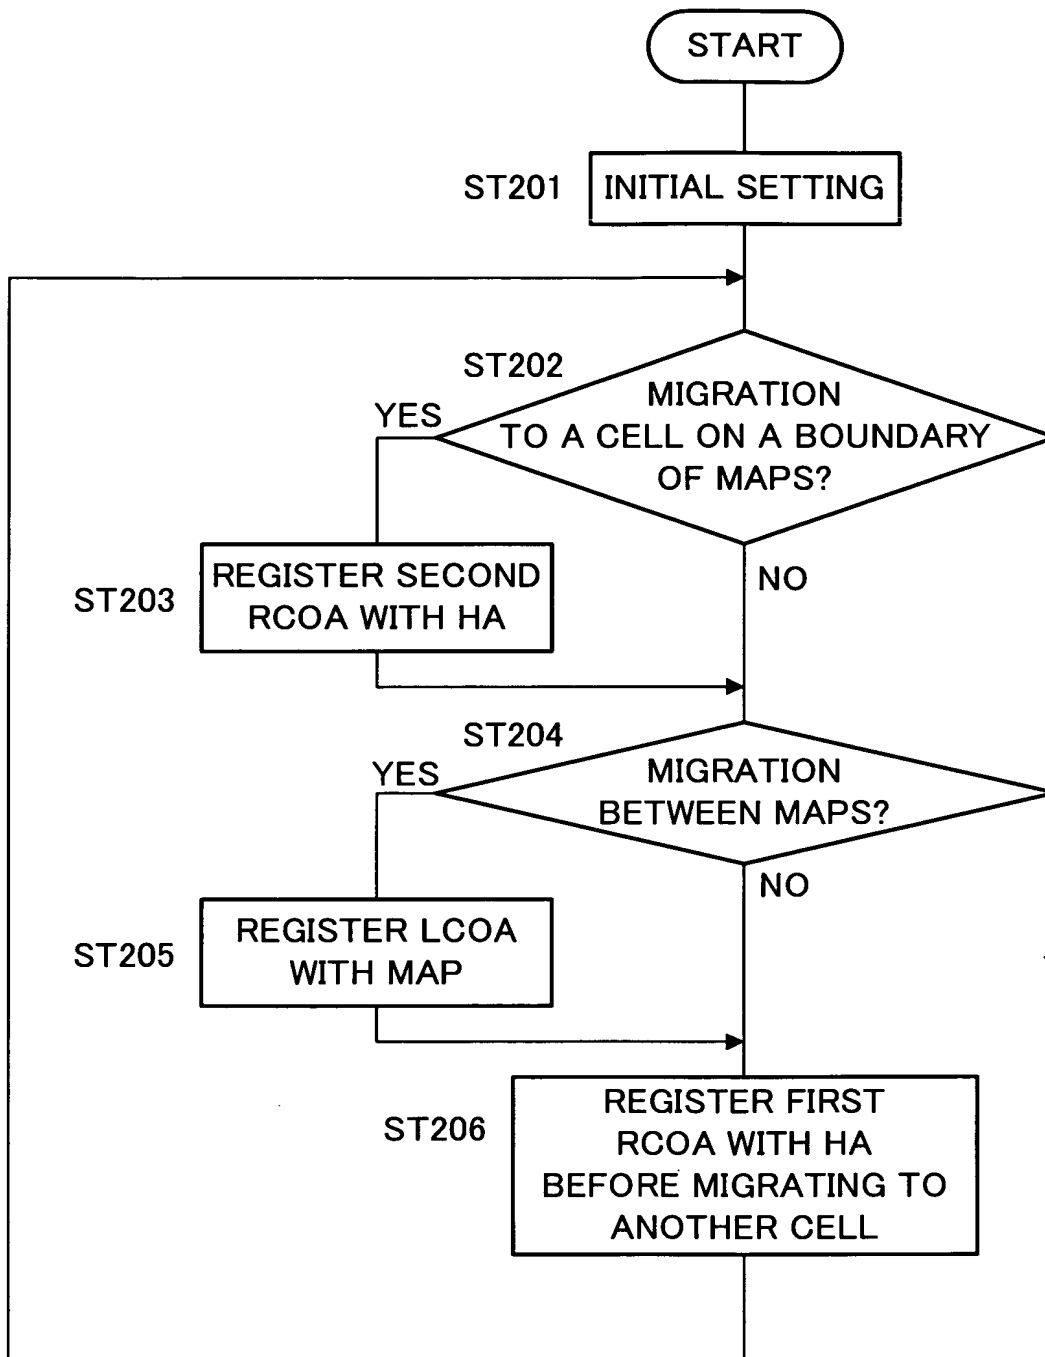 START
ST201
INITIAL SETTING
ST202
MIGRATION
TO A CELL ON A BOUNDARY
OF MAPS?
YES
NO
ST203
REGISTER SECOND
RCOA WITH HA
ST204
MIGRATION
BETWEEN MAPS?
YES
NO
ST205
REGISTER LCOA
WITH MAP
ST206
REGISTER FIRST
RCOA WITH HA
BEFORE MIGRATING TO
ANOTHER CELL